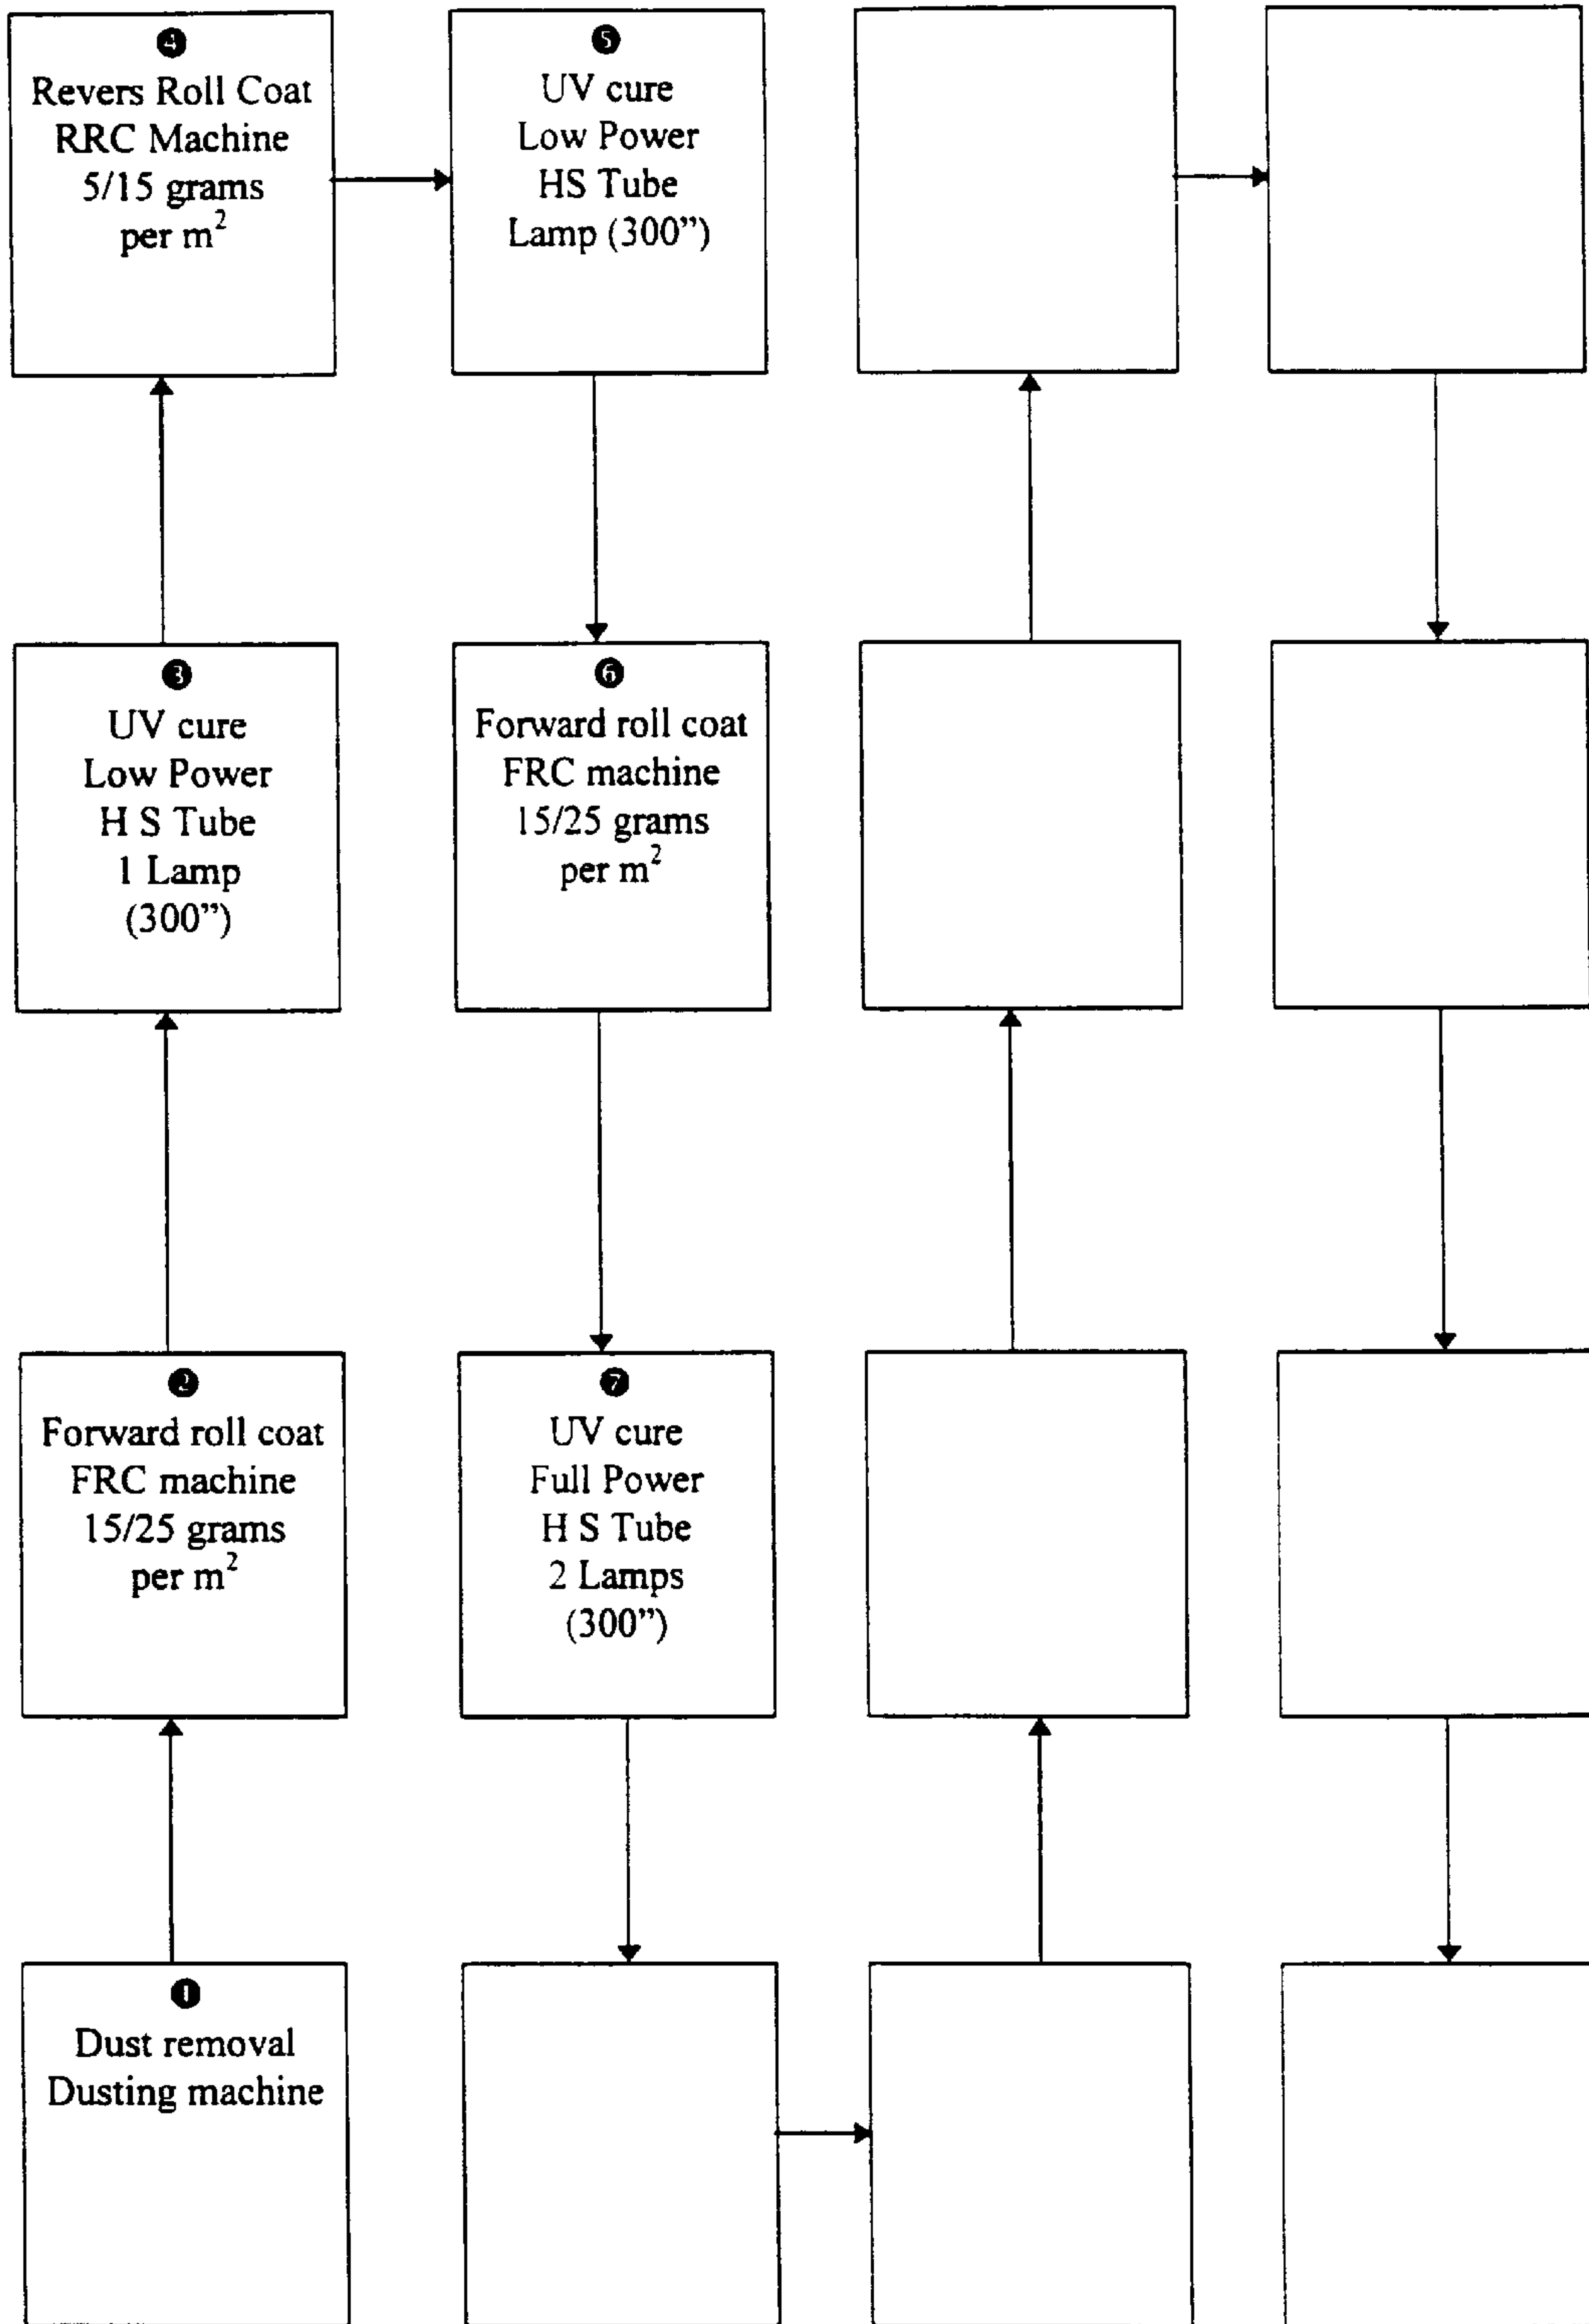 ❹
Revers Roll Coat
RRC Machine
5/15 grams
per m²
❺
UV cure
Low Power
HS Tube
Lamp (300”)
❸
UV cure
Low Power
H S Tube
1 Lamp
(300”)
❻
Forward roll coat
FRC machine
15/25 grams
per m²
❷
Forward roll coat
FRC machine
15/25 grams
per m²
❼
UV cure
Full Power
H S Tube
2 Lamps
(300”)
❶
Dust removal
Dusting machine